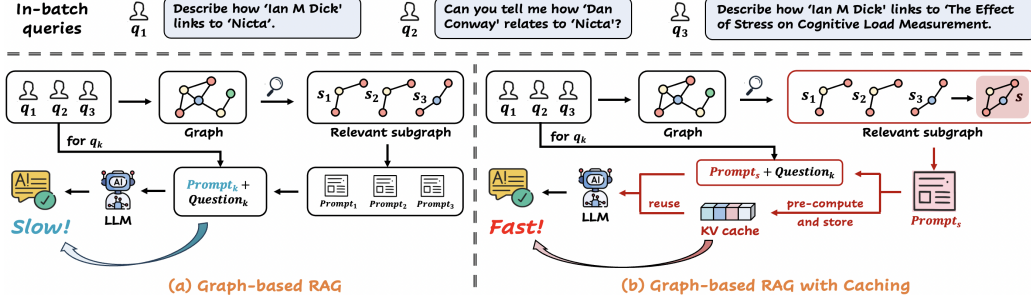 In-batch
queries
q1
Describe how 'Ian M Dick'
links to 'Nicta'.
q2
Can you tell me how 'Dan
Conway' relates to 'Nicta'?
q3
Describe how 'Ian M Dick' links to 'The Effect
of Stress on Cognitive Load Measurement.
q1 q2 q3
Graph
s1 s2 s3
Relevant subgraph
for qk
AI!
AI
LLM
Promptk +
Questionk
Prompt1 Prompt2 Prompt3
Slow!
(a) Graph-based RAG
q1 q2 q3
Graph
s1 s2 s3 s
Relevant subgraph
for qk
Prompts + Questionk
AI!
AI
LLM
reuse
KV cache
pre-compute
and store
Prompts
Fast!
(b) Graph-based RAG with Caching